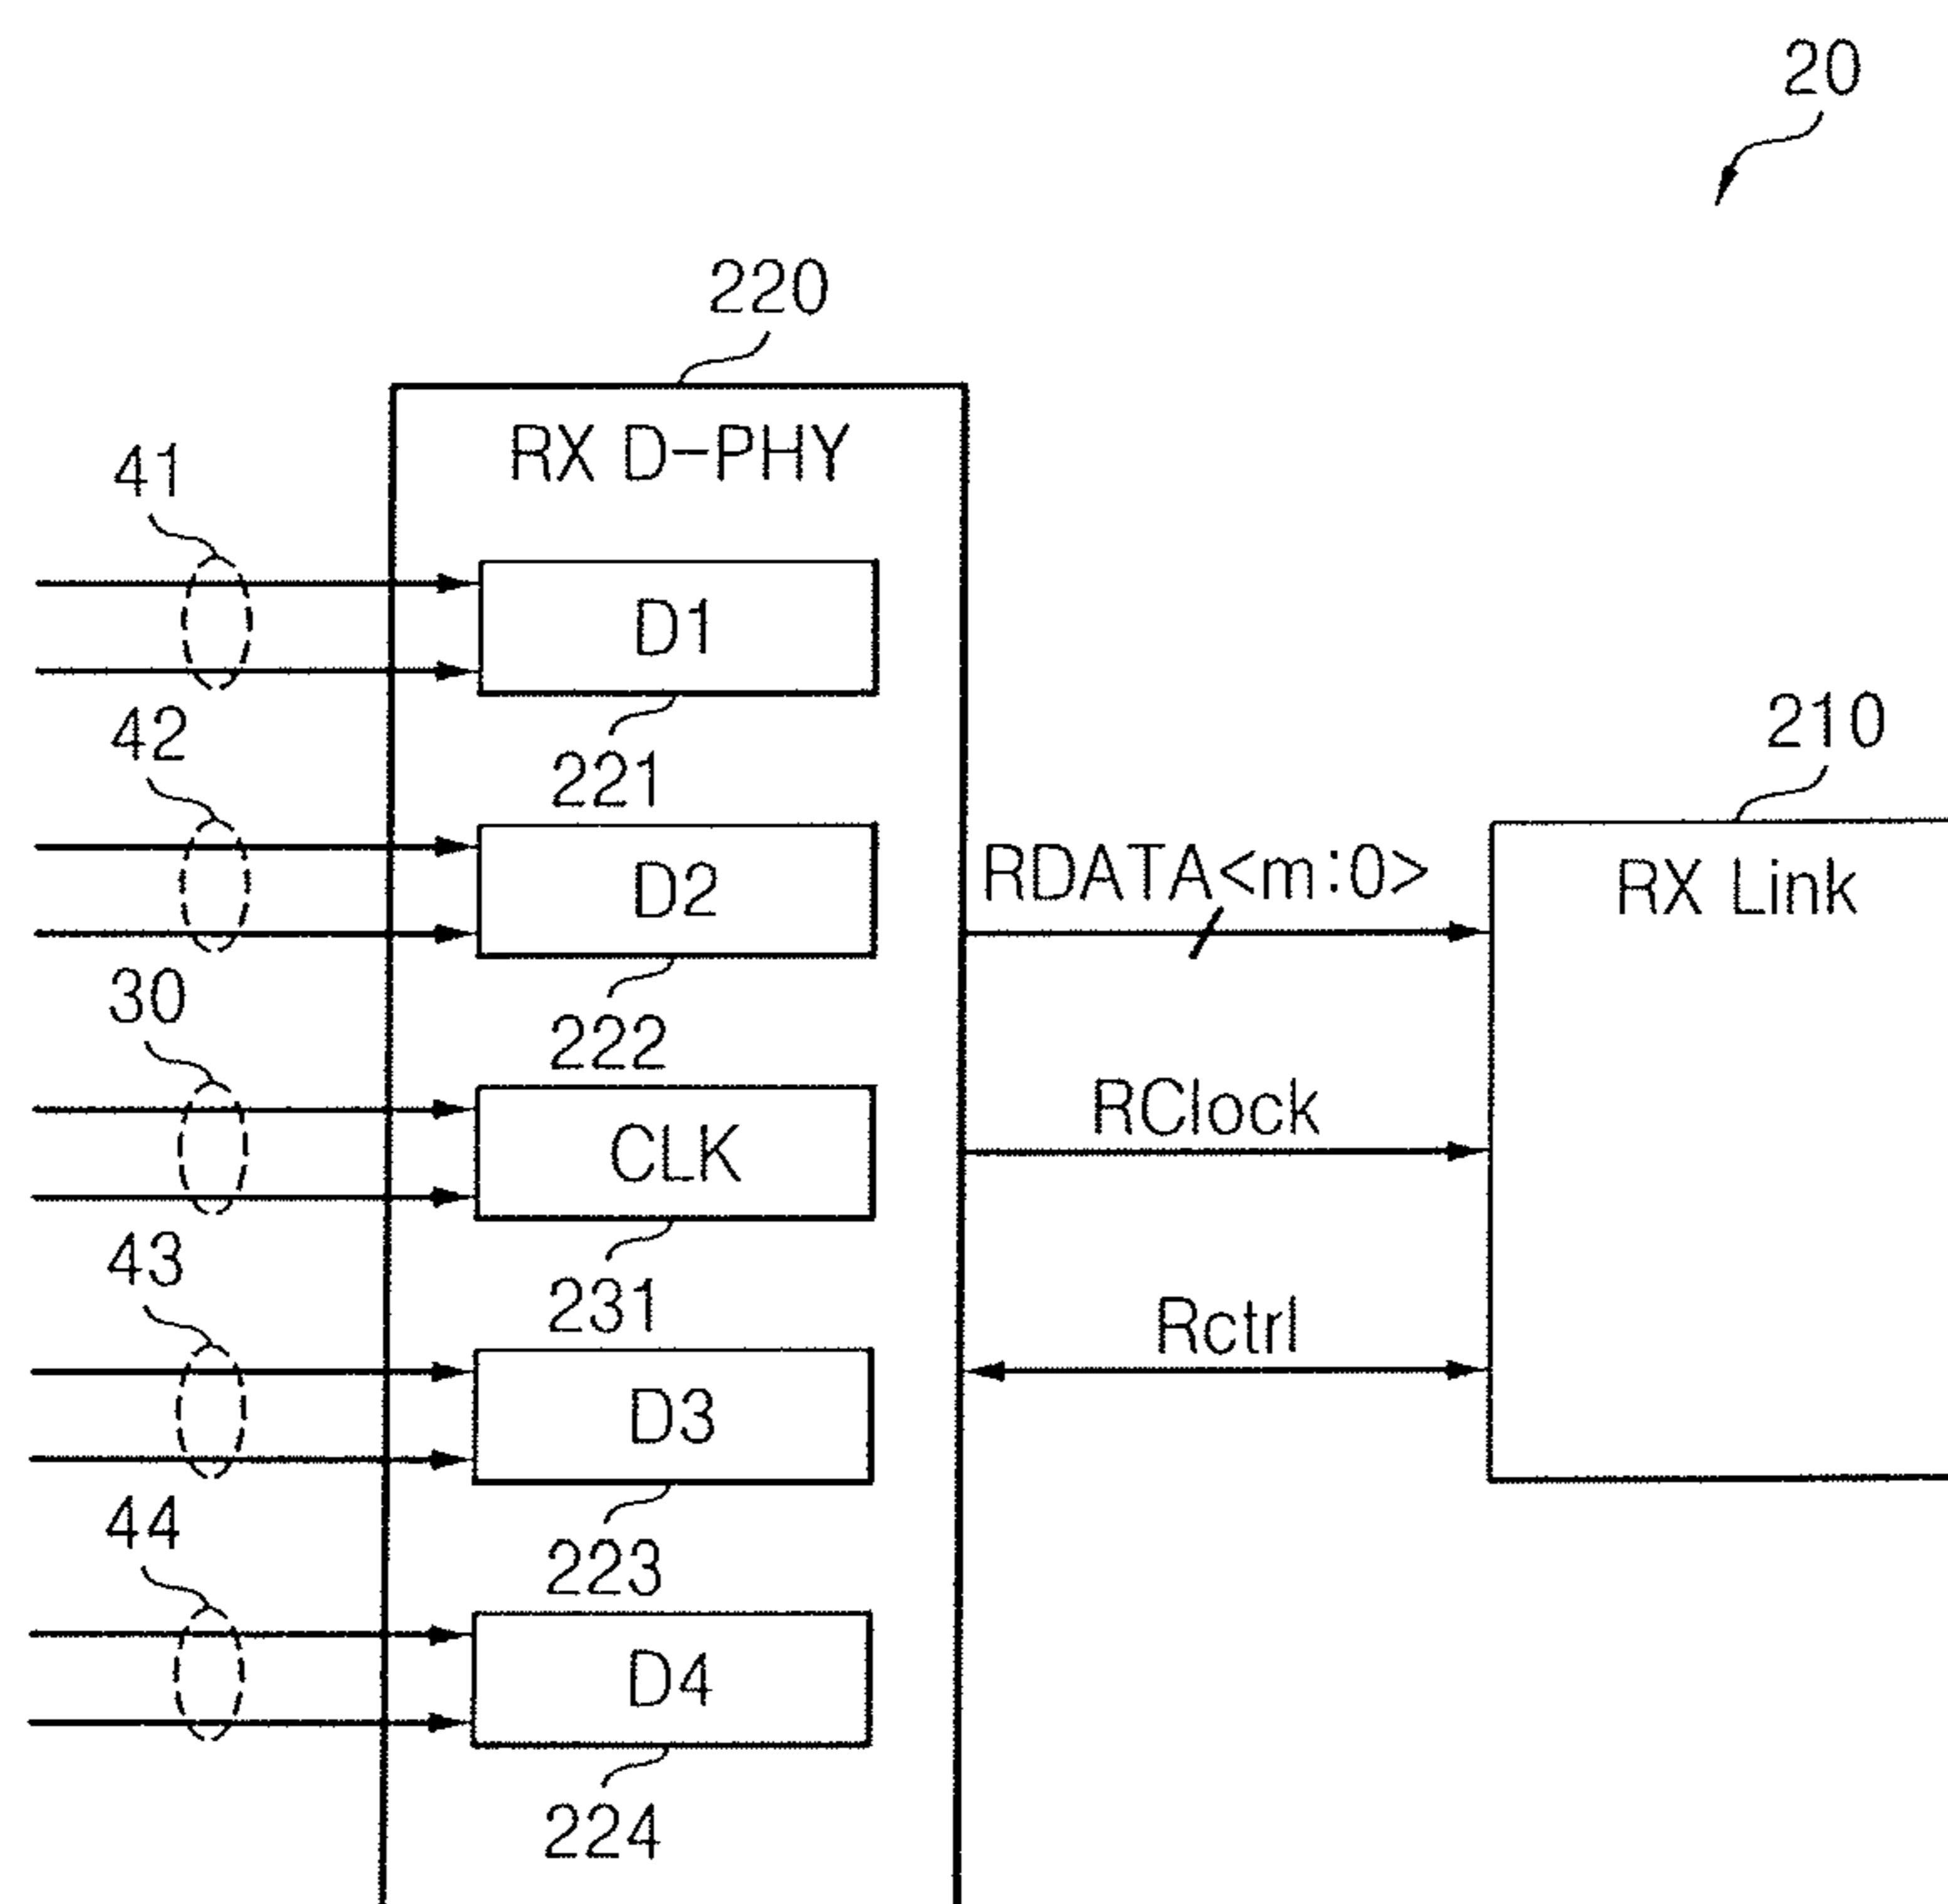 20
220
RX D-PHY
41
D1
221
42
D2
222
30
CLK
231
43
D3
223
44
D4
224
RDATA<m:0>
RClock
Rctrl
210
RX Link